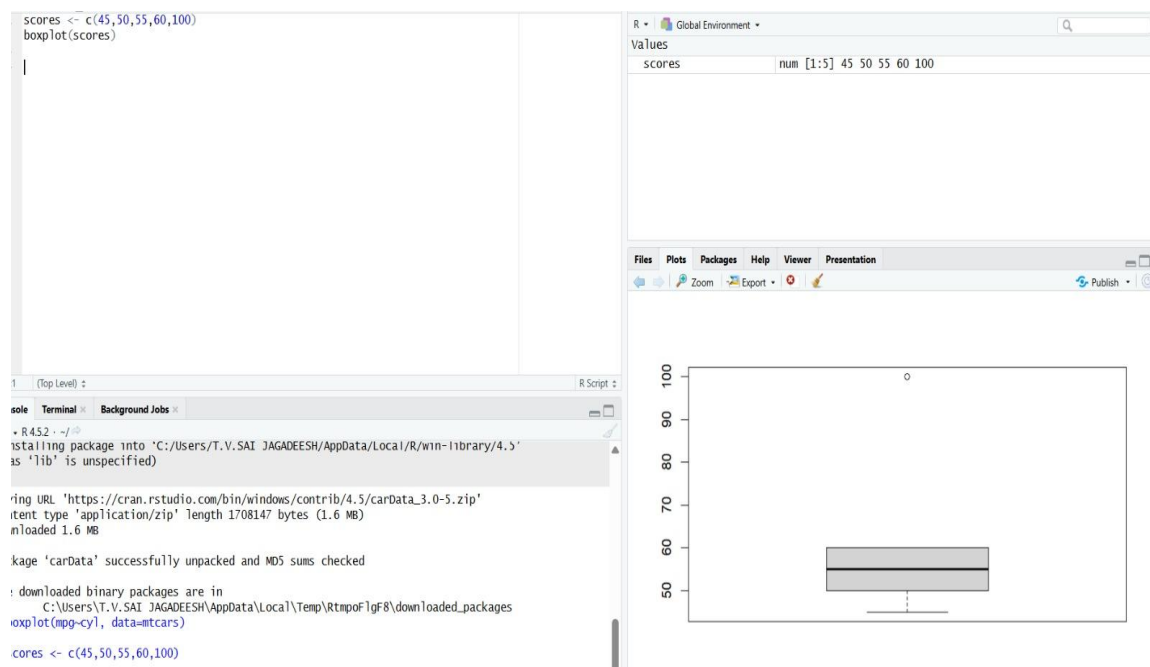 scores <- c(45,50,55,60,100)
boxplot(scores)
1 (Top Level) R Script
sole Terminal Background Jobs
R 4.5.2 · ~/
nstalling package into 'C:/Users/T.V.SAI JAGADEESH/AppData/Local/R/win-library/4.5'
as 'lib' is unspecified)
ying URL 'https://cran.rstudio.com/bin/windows/contrib/4.5/carData_3.0-5.zip'
ntent type 'application/zip' length 1708147 bytes (1.6 MB)
wnloaded 1.6 MB
ckage 'carData' successfully unpacked and MD5 sums checked
e downloaded binary packages are in
C:\Users\T.V.SAI JAGADEESH\AppData\Local\Temp\RtmpoFlgF8\downloaded_packages
boxplot(mpg~cyl, data=mtcars)
cores <- c(45,50,55,60,100)
R Global Environment
Values
scores num [1:5] 45 50 55 60 100
Files Plots Packages Help Viewer Presentation
Zoom Export Publish
100
90
80
70
60
50